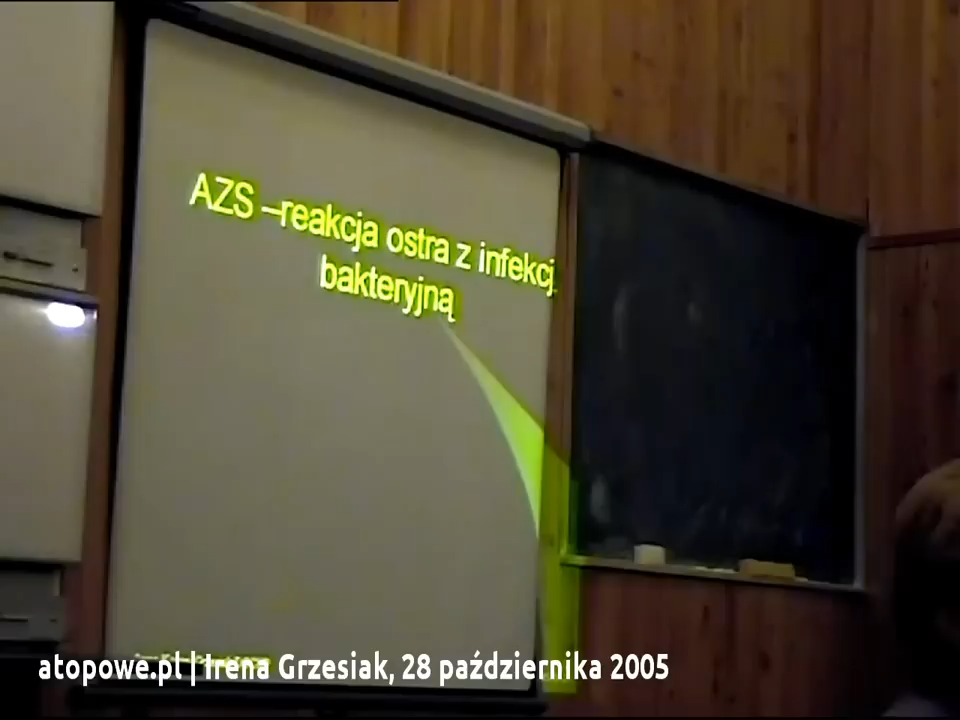 AZS –reakcja ostra z infekcj
bakteryjną
atopowe.pl | Irena Grzesiak, 28 października 2005